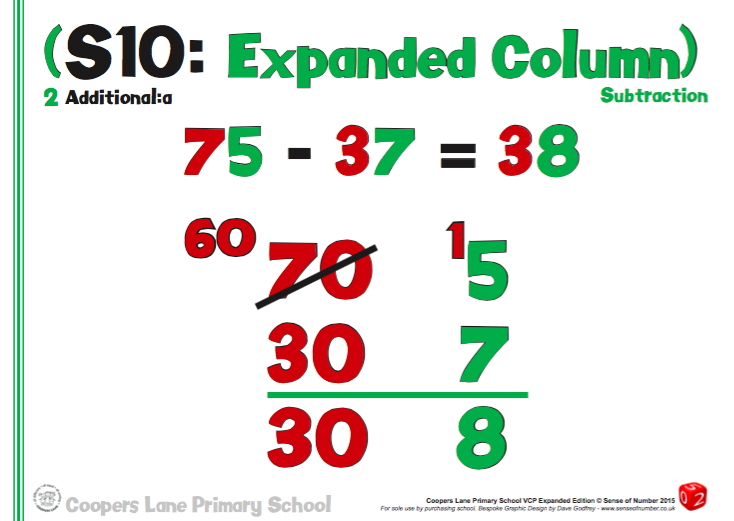 (S10: Expanded Column)
2 Additional:a
Subtraction
75 - 37 = 38
60 70 15
30 7
30 8
Coopers Lane Primary School
Coopers Lane Primary School VCP Expanded Edition © Sense of Number 2015
For sole use by purchasing school. Bespoke Graphic Design by Dave Godfrey - www.senseofnumber.co.uk